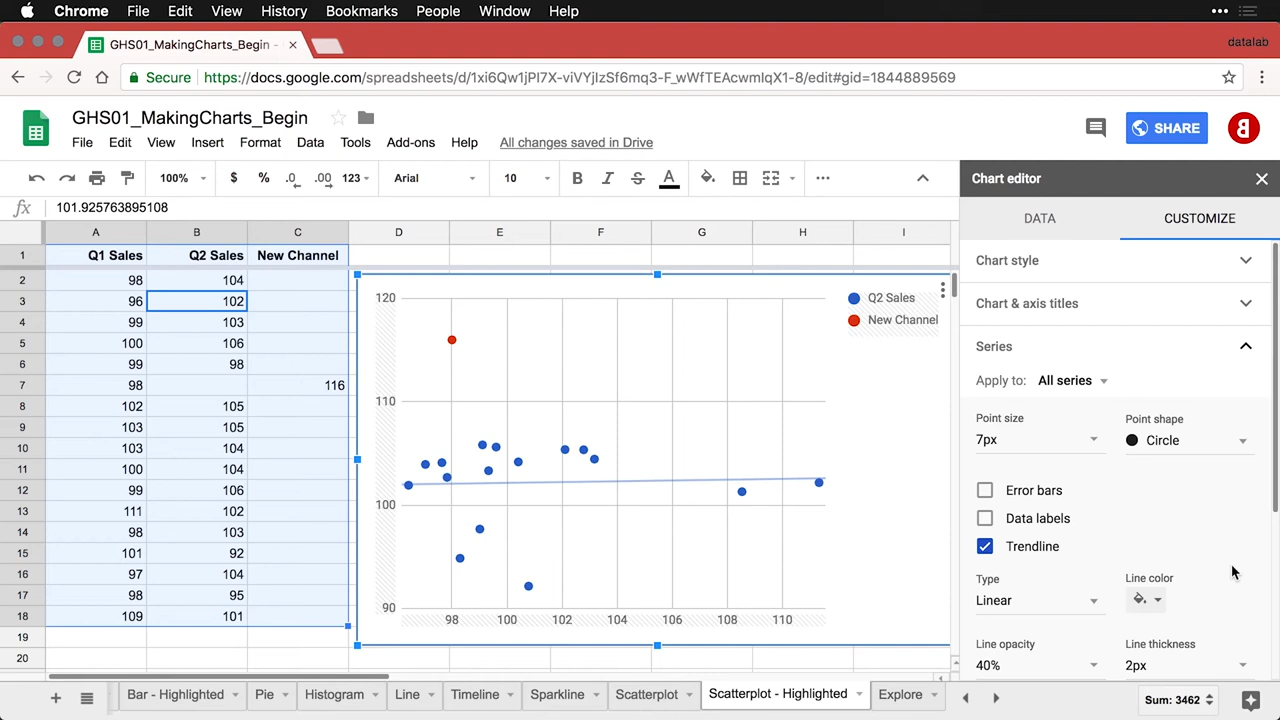 Chrome File Edit View History Bookmarks People Window Help
GHS01_MakingCharts_Begin - ×
datalab
Secure https://docs.google.com/spreadsheets/d/1xi6Qw1jPl7X-viVYjIzSf6mq3-F_wWfTEAcwmIqX1-8/edit#gid=1844889569
GHS01_MakingCharts_Begin
SHARE
File Edit View Insert Format Data Tools Add-ons Help All changes saved in Drive
100% $ % .0 .00 123 Arial 10 B I S A
Chart editor
fx 101.925763895108
DATA CUSTOMIZE
A B C D E F G H I
1 Q1 Sales Q2 Sales New Channel
2 98 104
3 96 102
4 99 103
5 100 106
6 99 98
7 98 116
8 102 105
9 103 105
10 103 104
11 100 104
12 99 106
13 111 102
14 98 103
15 101 92
16 97 104
17 98 95
18 109 101
19
20
Q2 Sales
New Channel
120
110
100
90
98 100 102 104 106 108 110
Chart style
Chart & axis titles
Series
Apply to: All series
Point size Point shape
7px Circle
Error bars
Data labels
Trendline
Type Line color
Linear
Line opacity Line thickness
40% 2px
Bar - Highlighted Pie Histogram Line Timeline Sparkline Scatterplot Scatterplot - Highlighted Explore
Sum: 3462